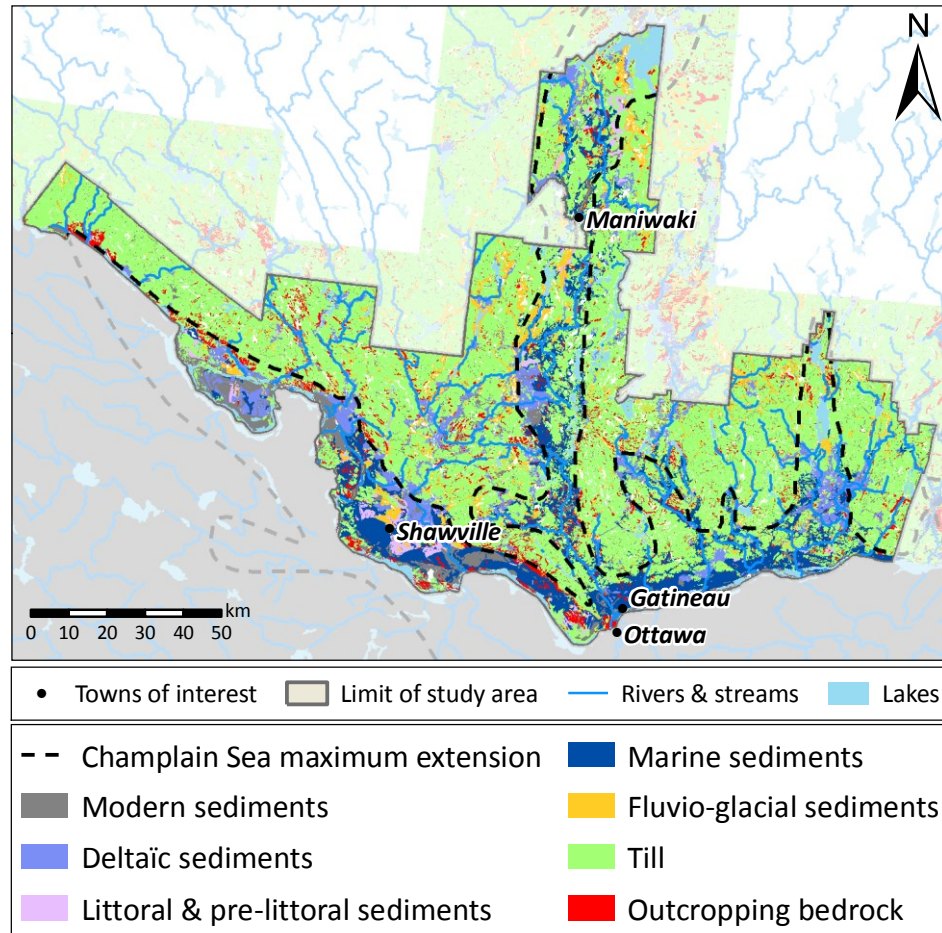 N
Maniwaki
Shawville
Gatineau
Ottawa
km
0 10 20 30 40 50
Towns of interest Limit of study area Rivers & streams Lakes
Champlain Sea maximum extension Marine sediments
Modern sediments Fluvio-glacial sediments
Deltaïc sediments Till
Littoral & pre-littoral sediments Outcropping bedrock